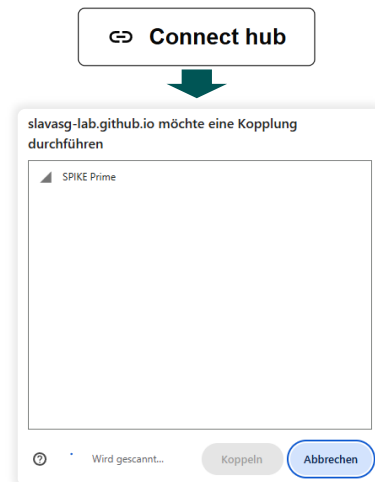 Connect hub
slavasg-lab.github.io möchte eine Kopplung
durchführen
SPIKE Prime
Wird gescannt...
Koppeln
Abbrechen